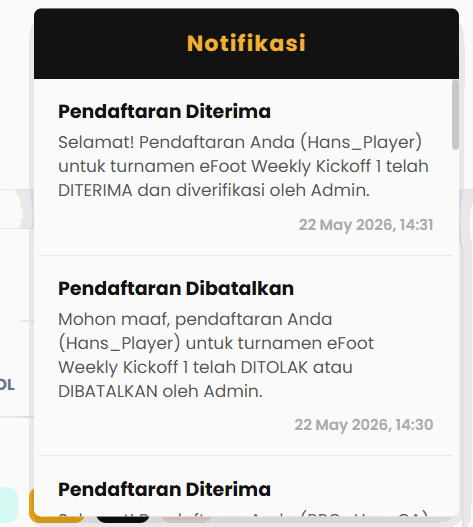 Notifikasi
Pendaftaran Diterima
Selamat! Pendaftaran Anda (Hans_Player)
untuk turnamen eFoot Weekly Kickoff 1 telah
DITERIMA dan diverifikasi oleh Admin.
22 May 2026, 14:31
Pendaftaran Dibatalkan
Mohon maaf, pendaftaran Anda
(Hans_Player) untuk turnamen eFoot
Weekly Kickoff 1 telah DITOLAK atau
DIBATALKAN oleh Admin.
22 May 2026, 14:30
OL
Pendaftaran Diterima